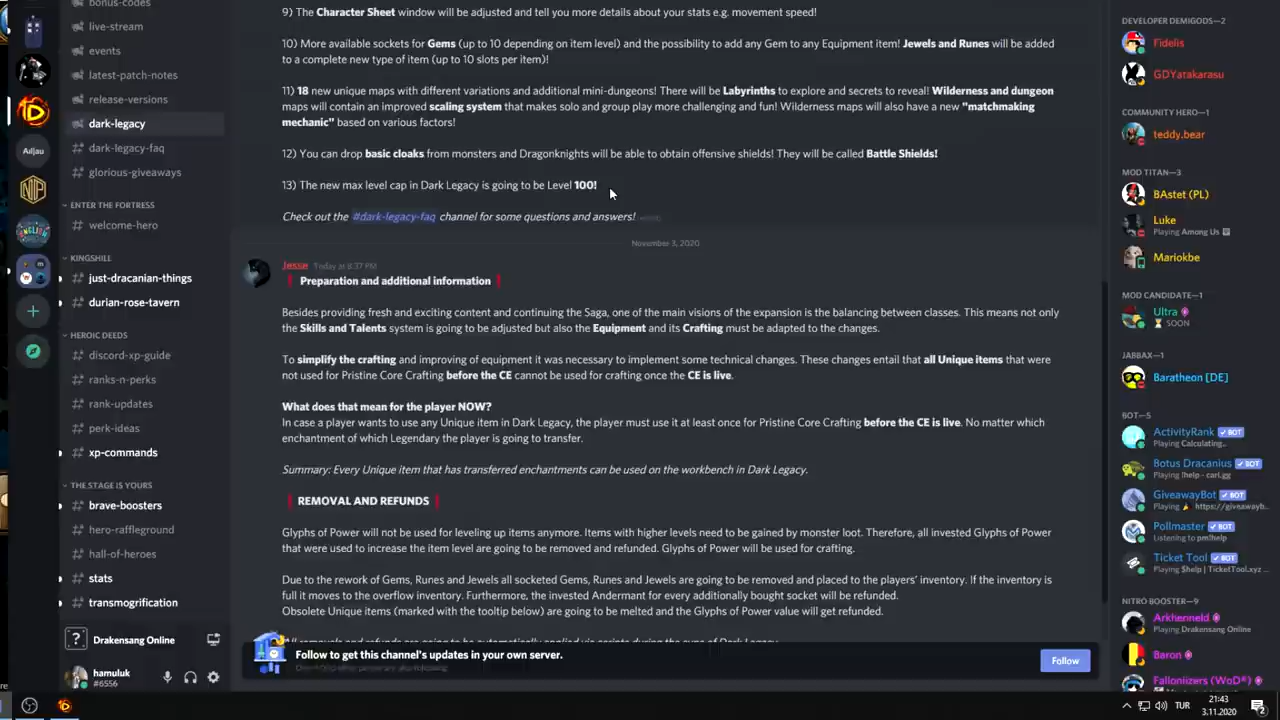 bonus-codes
live-stream
events
latest-patch-notes
release-versions
dark-legacy
dark-legacy-faq
glorious-giveaways
ENTER THE FORTRESS
welcome-hero
KINGSHILL
just-dracanian-things
durian-rose-tavern
HEROIC DEEDS
discord-xp-guide
ranks-n-perks
rank-updates
perk-ideas
xp-commands
THE STAGE IS YOURS
brave-boosters
hero-raffleground
hall-of-heroes
stats
transmogrification
Drakensang Online
hamuluk
#6556
Ailjau
9) The Character Sheet window will be adjusted and tell you more details about your stats e.g. movement speed!
10) More available sockets for Gems (up to 10 depending on item level) and the possibility to add any Gem to any Equipment item! Jewels and Runes will be added
to a complete new type of item (up to 10 slots per item)!
11) 18 new unique maps with different variations and additional mini-dungeons! There will be Labyrinths to explore and secrets to reveal! Wilderness and dungeon
maps will contain an improved scaling system that makes solo and group play more challenging and fun! Wilderness maps will also have a new "matchmaking
mechanic" based on various factors!
12) You can drop basic cloaks from monsters and Dragonknights will be able to obtain offensive shields! They will be called Battle Shields!
13) The new max level cap in Dark Legacy is going to be Level 100!
Check out the #dark-legacy-faq channel for some questions and answers!
November 3, 2020
Jesse Today at 8:37 PM
Preparation and additional information
Besides providing fresh and exciting content and continuing the Saga, one of the main visions of the expansion is the balancing between classes. This means not only
the Skills and Talents system is going to be adjusted but also the Equipment and its Crafting must be adapted to the changes.
To simplify the crafting and improving of equipment it was necessary to implement some technical changes. These changes entail that all Unique items that were
not used for Pristine Core Crafting before the CE cannot be used for crafting once the CE is live.
What does that mean for the player NOW?
In case a player wants to use any Unique item in Dark Legacy, the player must use it at least once for Pristine Core Crafting before the CE is live. No matter which
enchantment of which Legendary the player is going to transfer.
Summary: Every Unique item that has transferred enchantments can be used on the workbench in Dark Legacy.
REMOVAL AND REFUNDS
Glyphs of Power will not be used for leveling up items anymore. Items with higher levels need to be gained by monster loot. Therefore, all invested Glyphs of Power
that were used to increase the item level are going to be removed and refunded. Glyphs of Power will be used for crafting.
Due to the rework of Gems, Runes and Jewels all socketed Gems, Runes and Jewels are going to be removed and placed to the players' inventory. If the inventory is
full it moves to the overflow inventory. Furthermore, the invested Andermant for every additionally bought socket will be refunded.
Obsolete Unique items (marked with the tooltip below) are going to be melted and the Glyphs of Power value will get refunded.
Follow to get this channel's updates in your own server.
Follow
DEVELOPER DEMIGODS—2
Fidelis
GDYatakarasu
COMMUNITY HERO—1
teddy.bear
MOD TITAN—3
BAstet (PL)
Luke
Playing Among Us
Mariokbe
MOD CANDIDATE—1
Ultra
SOON
JABBAX—1
Baratheon [DE]
BOT—5
ActivityRank BOT
Playing Calculating..
Botus Dracanius BOT
Playing !help - carl.gg
GiveawayBot BOT
Playing https://giveawayb...
Pollmaster BOT
Listening to pm!help
Ticket Tool BOT
Playing $help | TicketTool.xyz ...
NITRO BOOSTER—9
Arkhenneld
Playing Drakensang Online
Baron
Falloniizers (WoD®)
TUR
21:43
3.11.2020
2